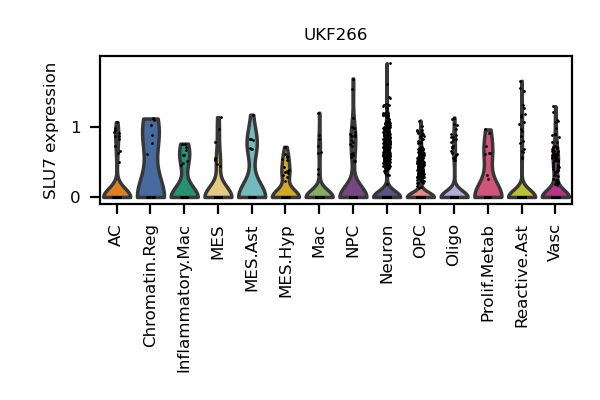 UKF266
SLU7 expression
1
0
AC
Chromatin.Reg
Inflammatory.Mac
MES
MES.Ast
MES.Hyp
Mac
NPC
Neuron
OPC
Oligo
Prolif.Metab
Reactive.Ast
Vasc